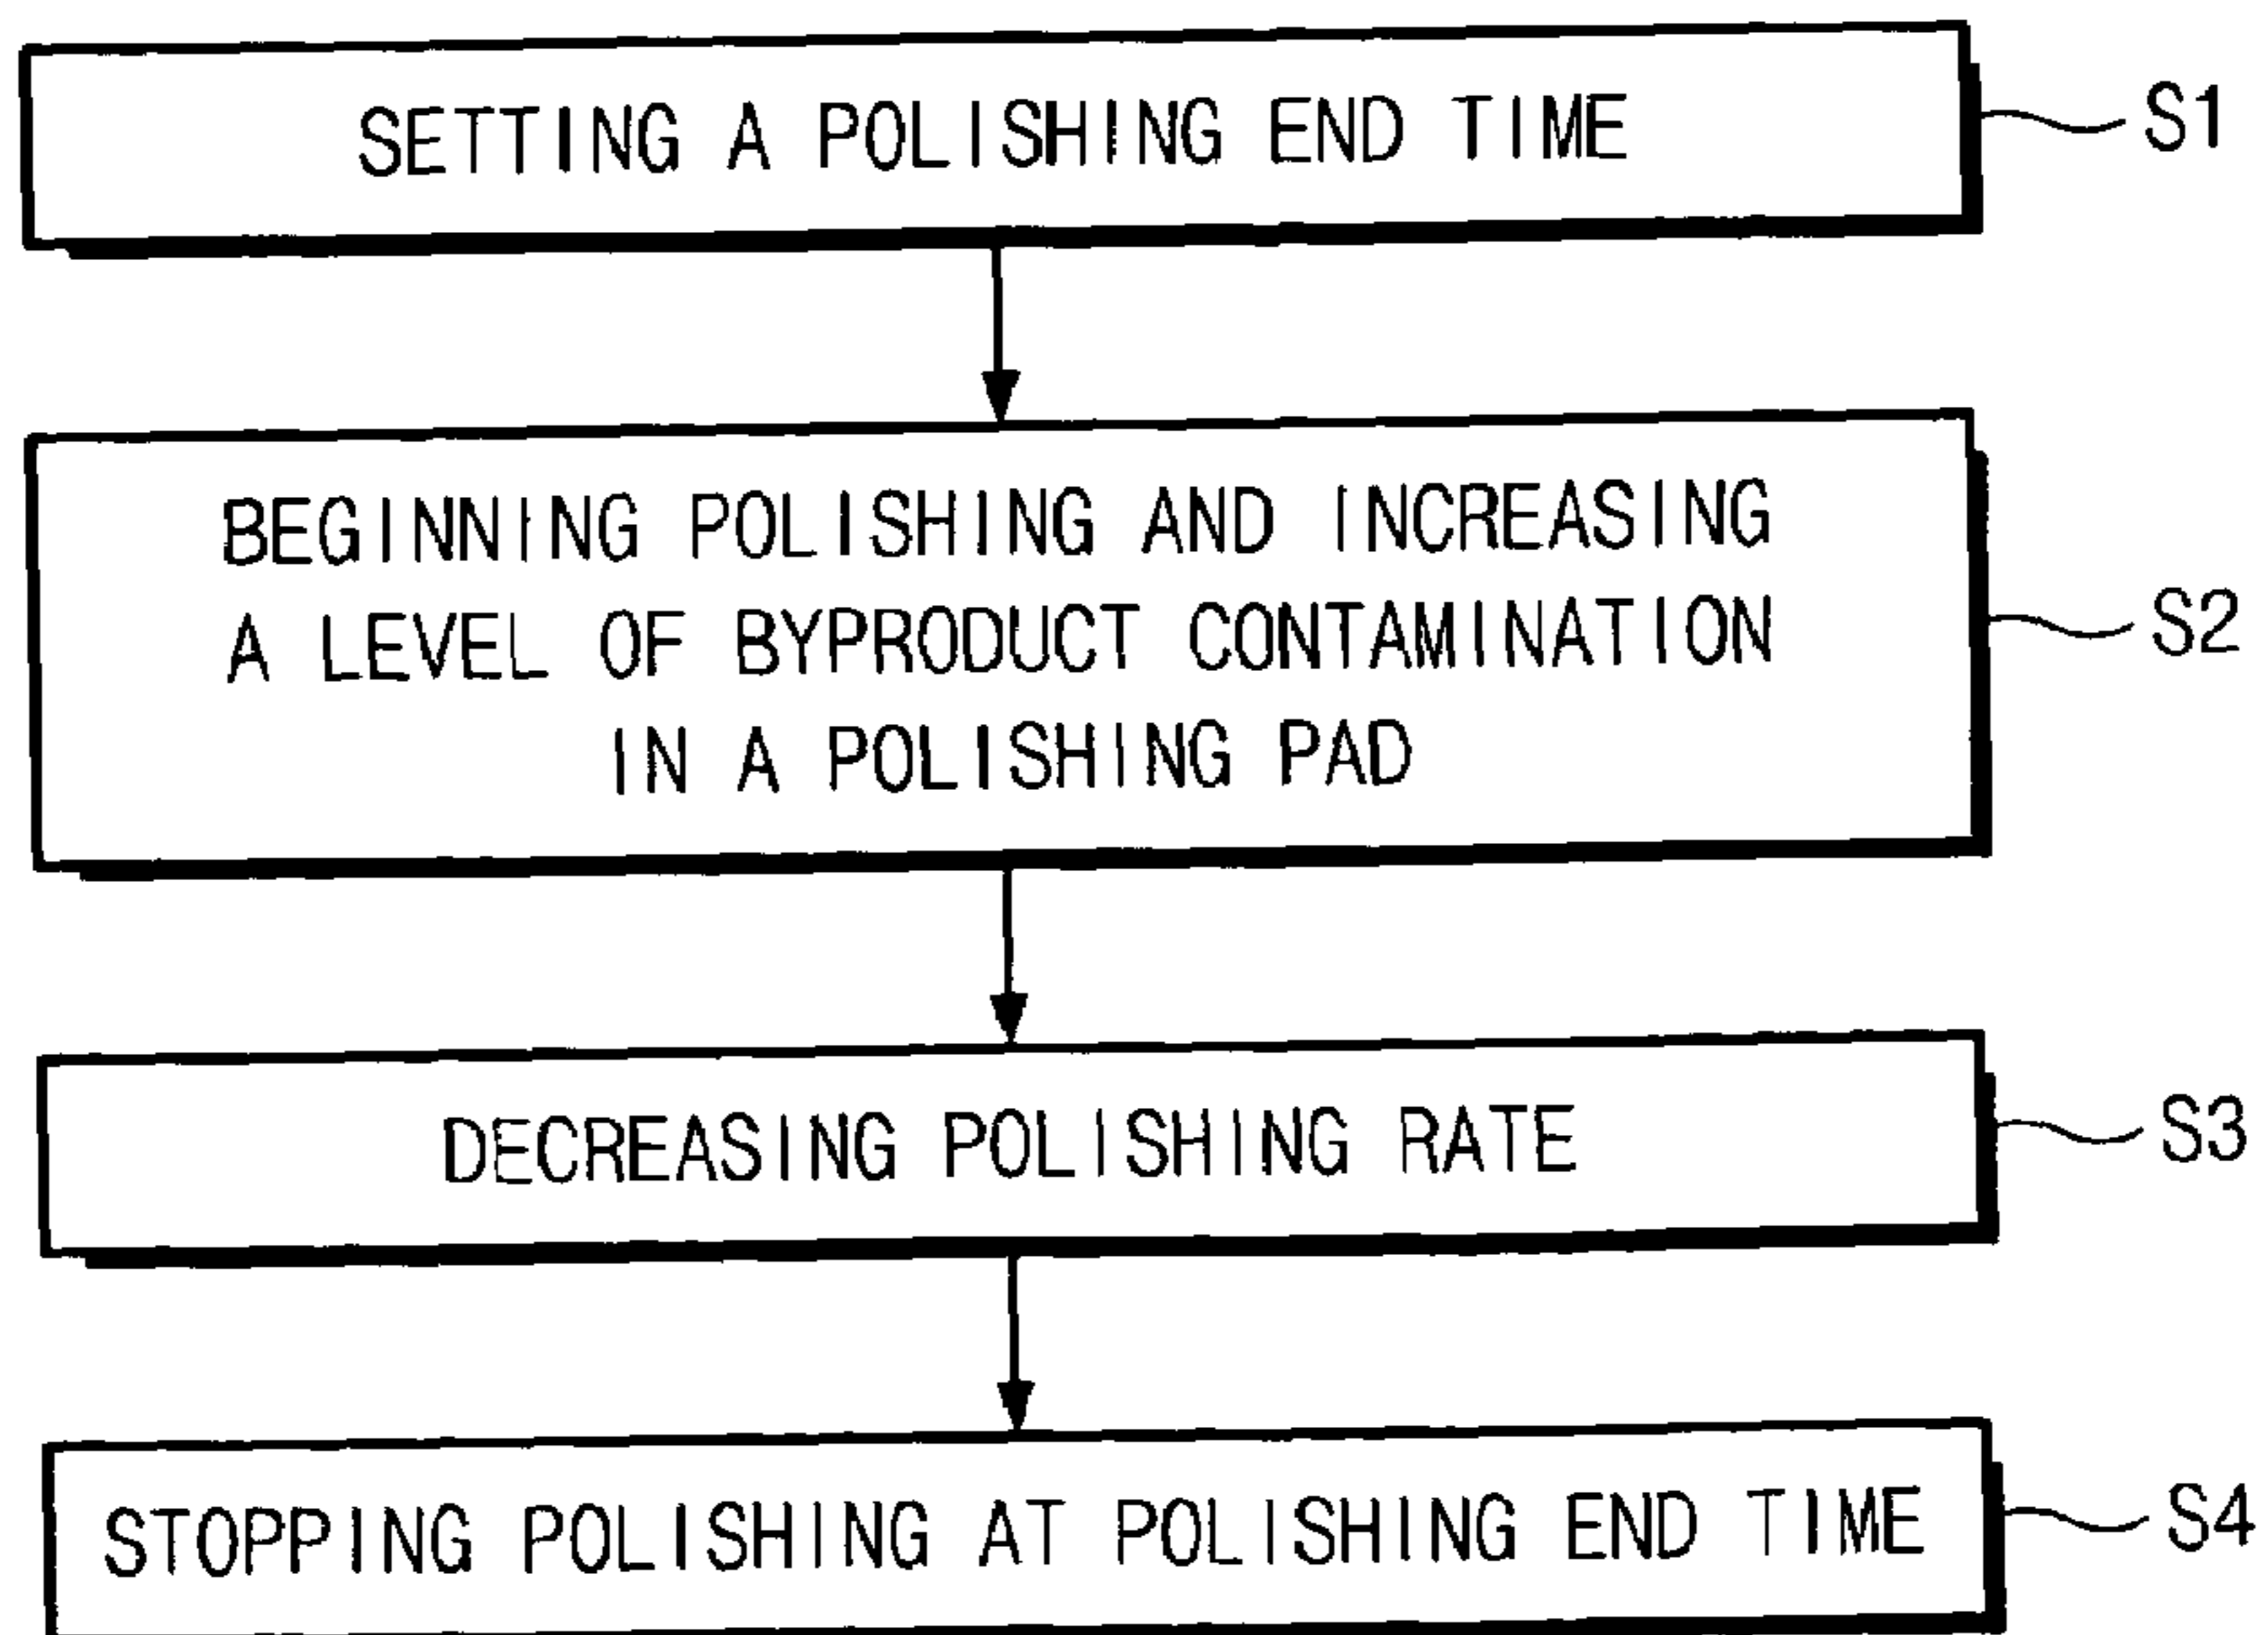 SETTING A POLISHING END TIME
S1
BEGINNING POLISHING AND INCREASING
A LEVEL OF BYPRODUCT CONTAMINATION
IN A POLISHING PAD
S2
DECREASING POLISHING RATE
S3
STOPPING POLISHING AT POLISHING END TIME
S4